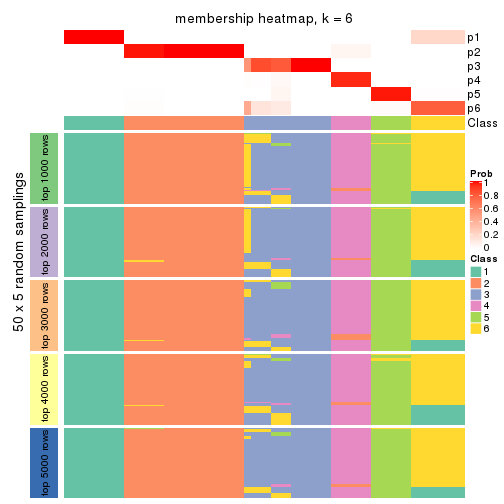 membership heatmap, k = 6
p1
p2
p3
p4
p5
p6
Class
50 x 5 random samplings
top 1000 rows
top 2000 rows
top 3000 rows
top 4000 rows
top 5000 rows
Prob
1
0.8
0.6
0.4
0.2
0
Class
1
2
3
4
5
6